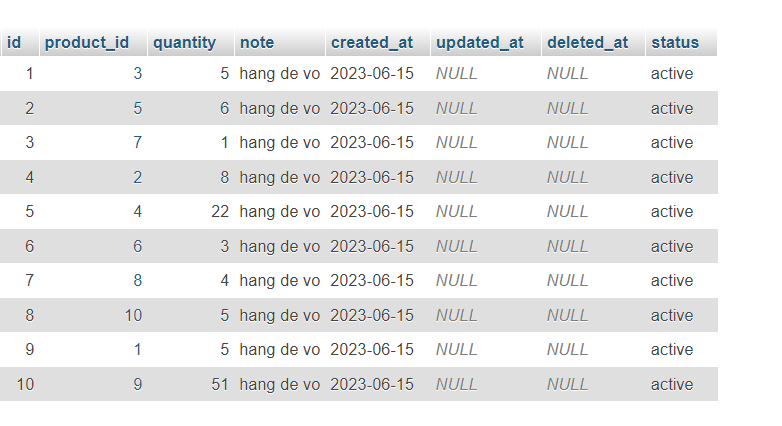 id product_id quantity note created_at updated_at deleted_at status
1 3 5 hang de vo 2023-06-15 NULL NULL active
2 5 6 hang de vo 2023-06-15 NULL NULL active
3 7 1 hang de vo 2023-06-15 NULL NULL active
4 2 8 hang de vo 2023-06-15 NULL NULL active
5 4 22 hang de vo 2023-06-15 NULL NULL active
6 6 3 hang de vo 2023-06-15 NULL NULL active
7 8 4 hang de vo 2023-06-15 NULL NULL active
8 10 5 hang de vo 2023-06-15 NULL NULL active
9 1 5 hang de vo 2023-06-15 NULL NULL active
10 9 51 hang de vo 2023-06-15 NULL NULL active